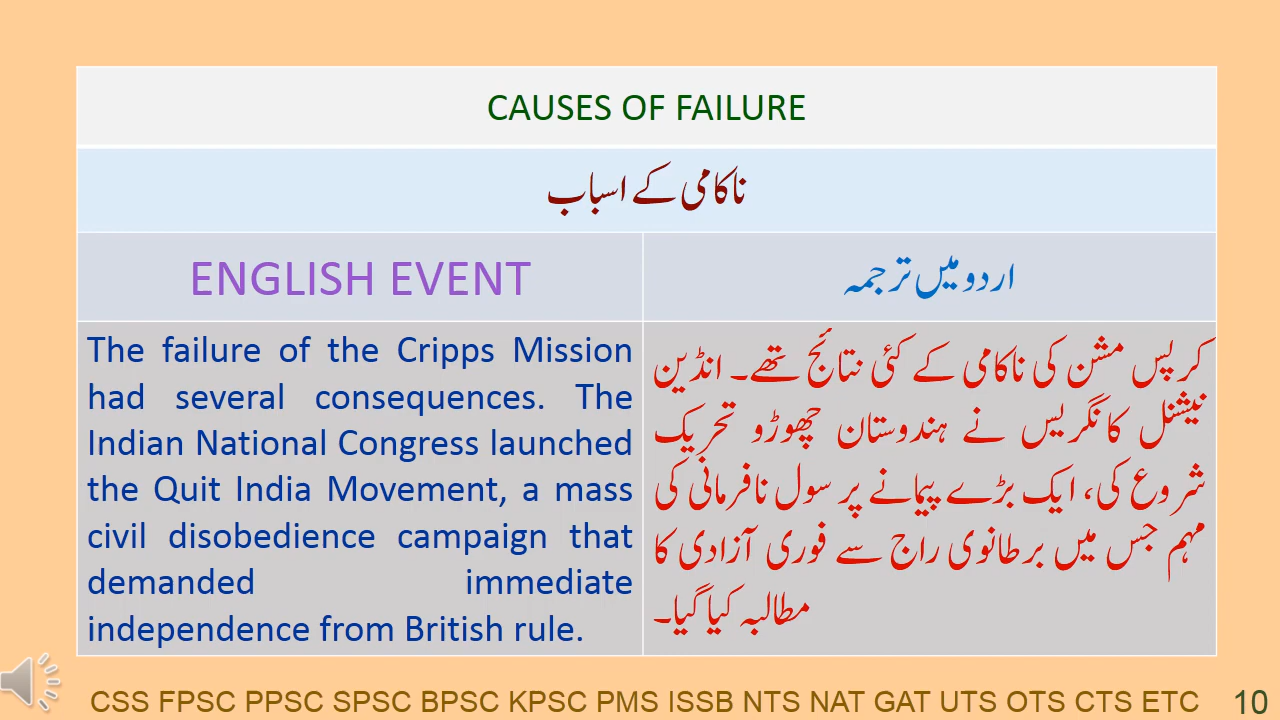 CAUSES OF FAILURE
ناکامی کے اسباب
ENGLISH EVENT
اردو میں ترجمہ
The failure of the Cripps Mission
had several consequences. The
Indian National Congress launched
the Quit India Movement, a mass
civil disobedience campaign that
demanded immediate
independence from British rule.
کرپس مشن کی ناکامی کے کئی نتائج تھے۔ انڈین
نیشنل کانگریس نے ہندوستان چھوڑو تحریک
شروع کی، ایک بڑے پیمانے پر سول نافرمانی کی
مہم جس میں برطانوی راج سے فوری آزادی کا
مطالبہ کیا گیا۔
CSS FPSC PPSC SPSC BPSC KPSC PMS ISSB NTS NAT GAT UTS OTS CTS ETC
10